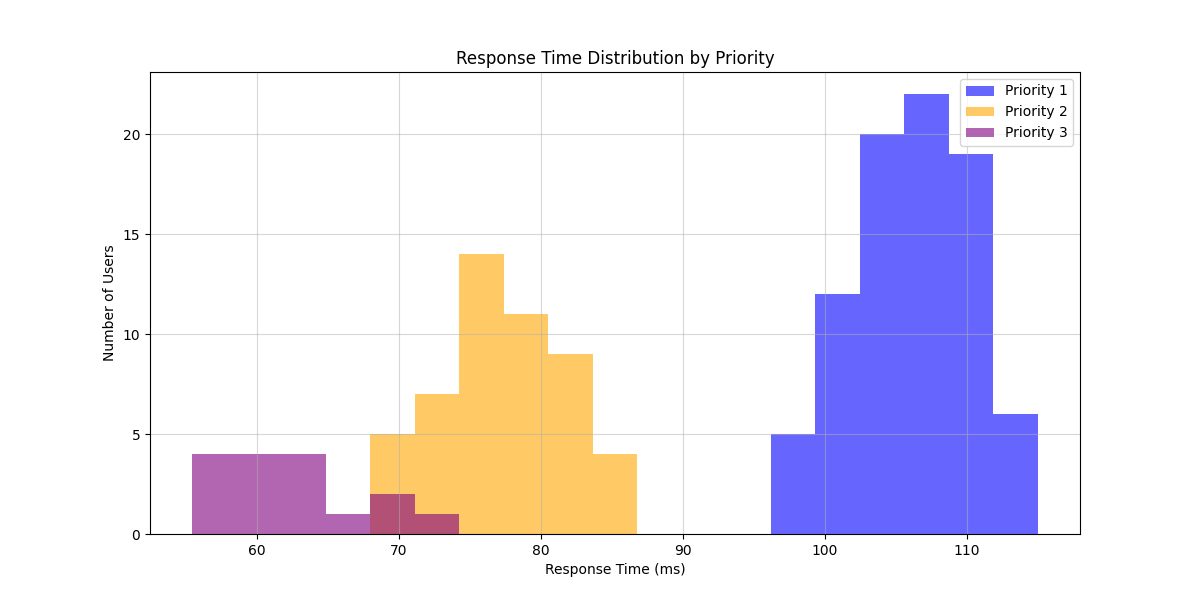 Response Time Distribution by Priority
Priority 1
Priority 2
Priority 3
20
15
10
5
0
Number of Users
60 70 80 90 100 110
Response Time (ms)